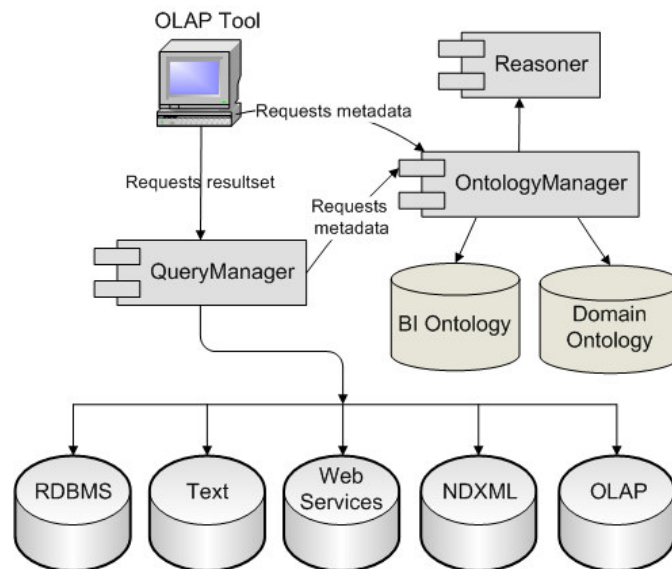 OLAP Tool
Reasoner
Requests metadata
OntologyManager
Requests resultset
Requests
metadata
QueryManager
BI Ontology
Domain
Ontology
RDBMS
Text
Web
Services
NDXML
OLAP